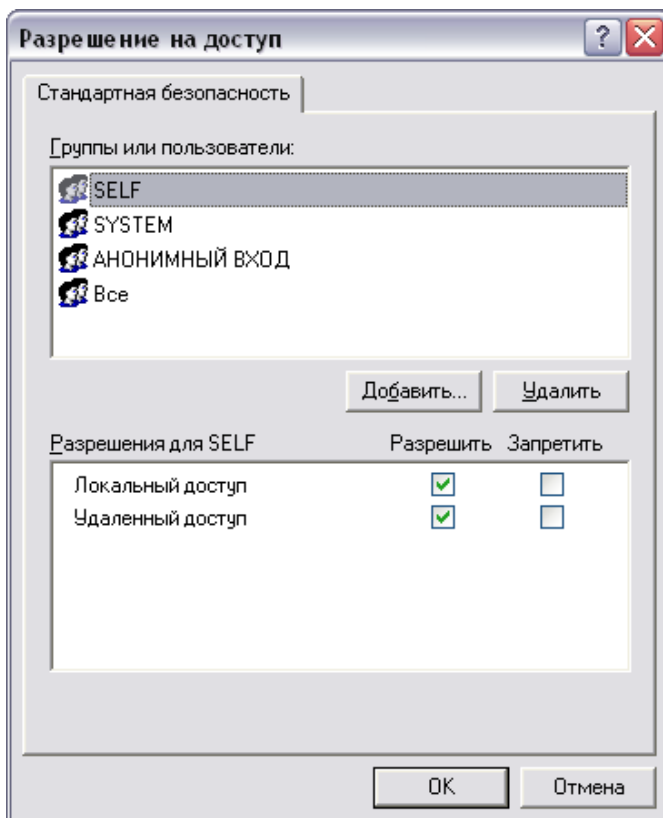 Разрешение на доступ
Стандартная безопасность
Группы или пользователи:
SELF
SYSTEM
АНОНИМНЫЙ ВХОД
Все
Добавить... Удалить
Разрешения для SELF Разрешить Запретить
Локальный доступ
Удаленный доступ
OK Отмена